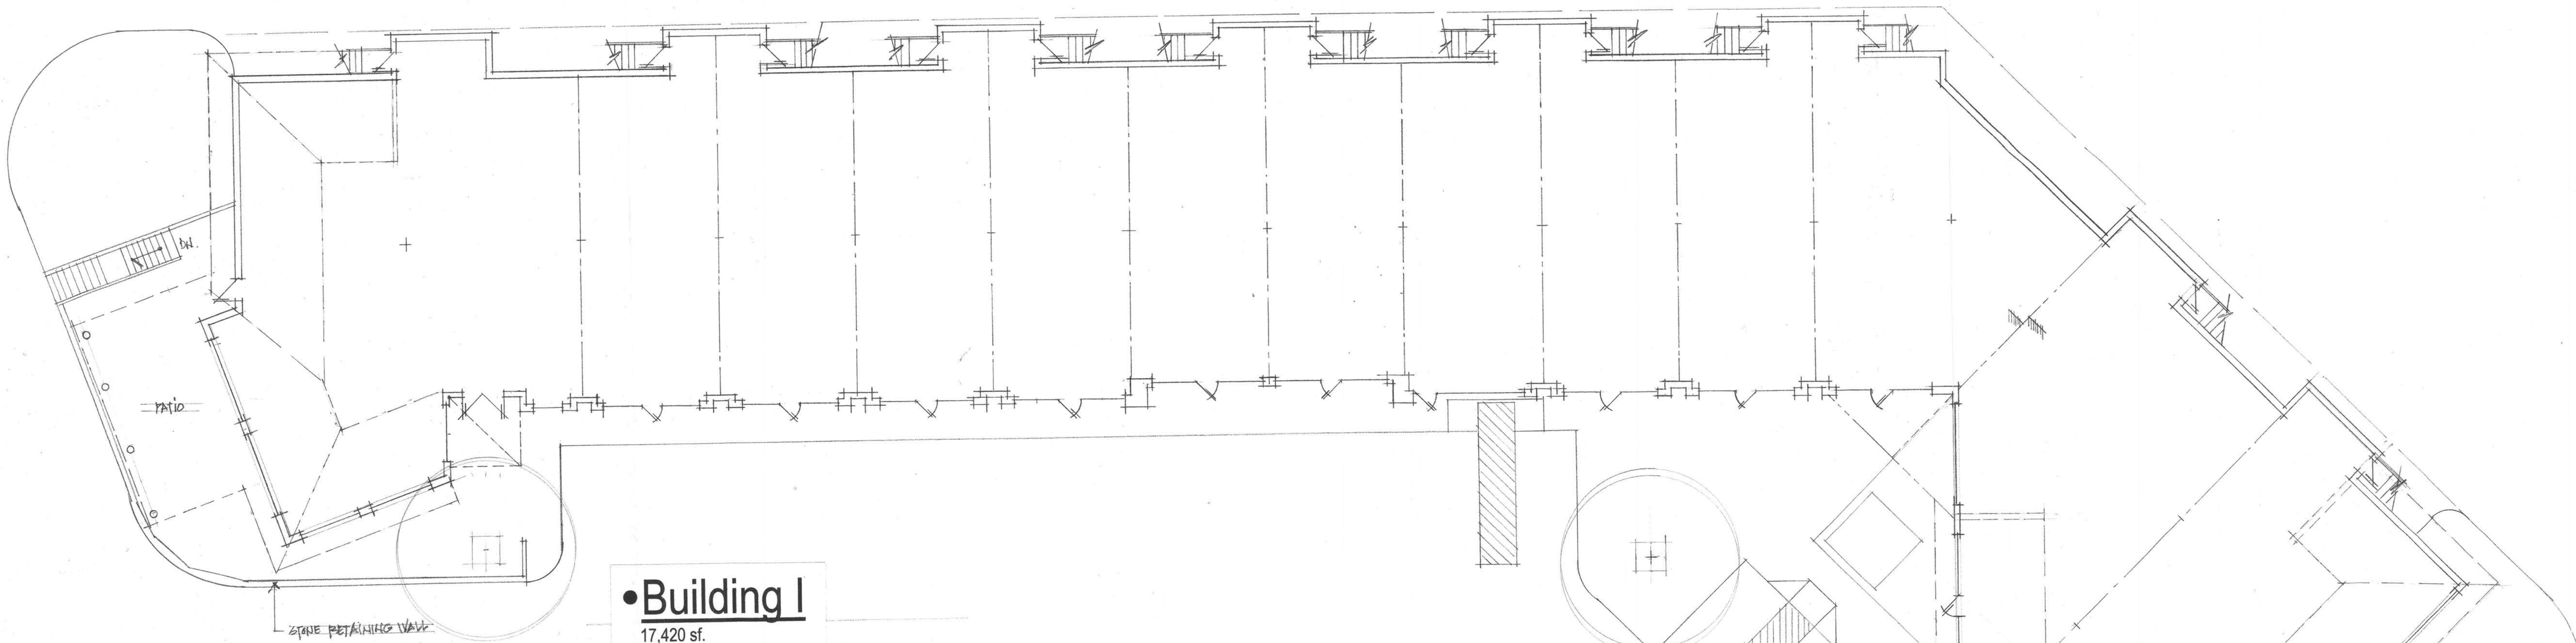 DN.
PATIO
STONE RETAINING WALL
•Building I
17,420 sf.